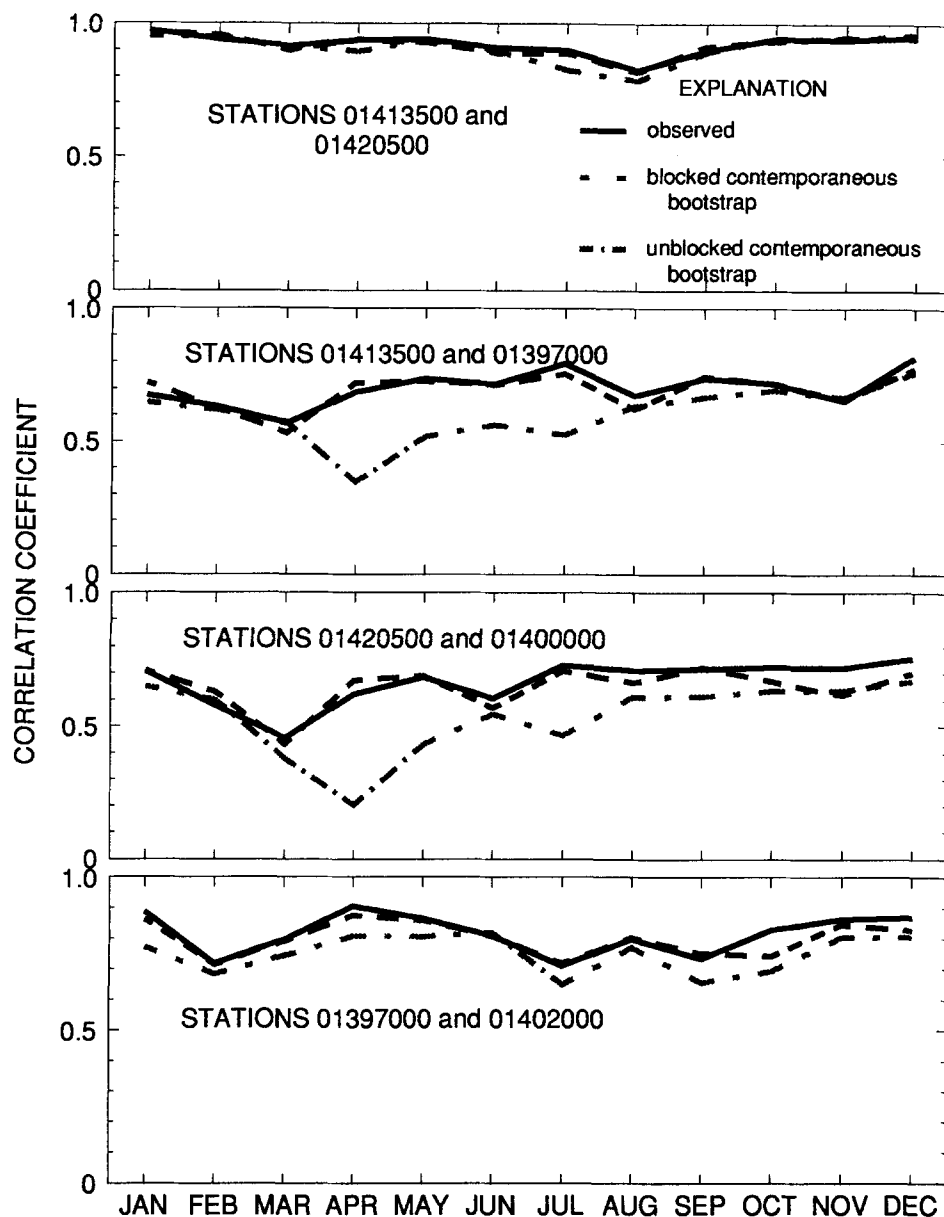 CORRELATION COEFFICIENT
1.0
0.5
0
STATIONS 01413500 and
01420500
EXPLANATION
observed
blocked contemporaneous
bootstrap
unblocked contemporaneous
bootstrap
1.0
0.5
0
STATIONS 01413500 and 01397000
1.0
0.5
0
STATIONS 01420500 and 01400000
1.0
0.5
0
STATIONS 01397000 and 01402000
JAN FEB MAR APR MAY JUN JUL AUG SEP OCT NOV DEC